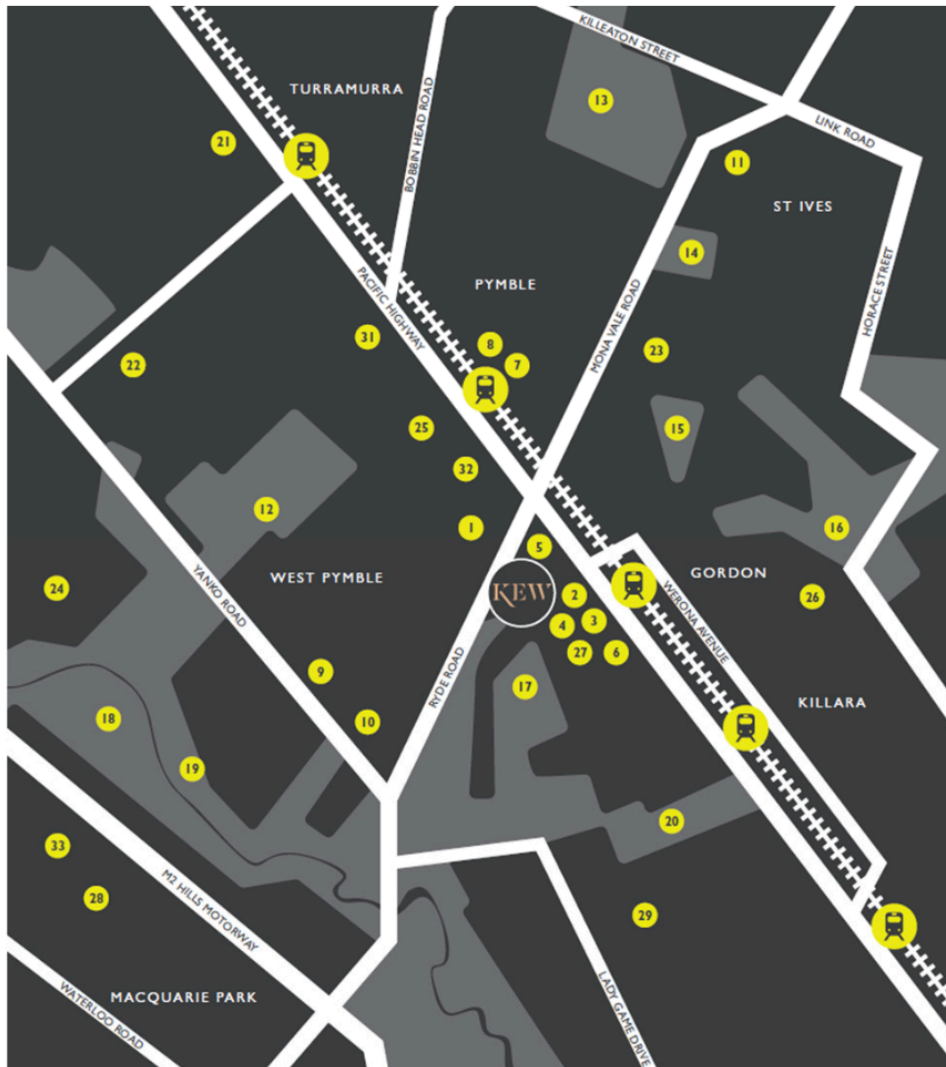 KILLEATON STREET
TURRAMURRA
13
BOBBIN HEAD ROAD
LINK ROAD
21
11
ST IVES
14
PACIFIC HIGHWAY
PYMBLE
MONA VALE ROAD
HORACE STREET
31
8
7
23
22
25
15
32
12
1
16
5
YANKO ROAD
WEST PYMBLE
GORDON
24
KEW
2
26
4
3
WERONA AVENUE
27
6
9
RYDE ROAD
17
KILLARA
18
10
19
20
33
28
M2 HILLS MOTORWAY
29
MACQUARIE PARK
WATERLOO ROAD
LADY GAME DRIVE